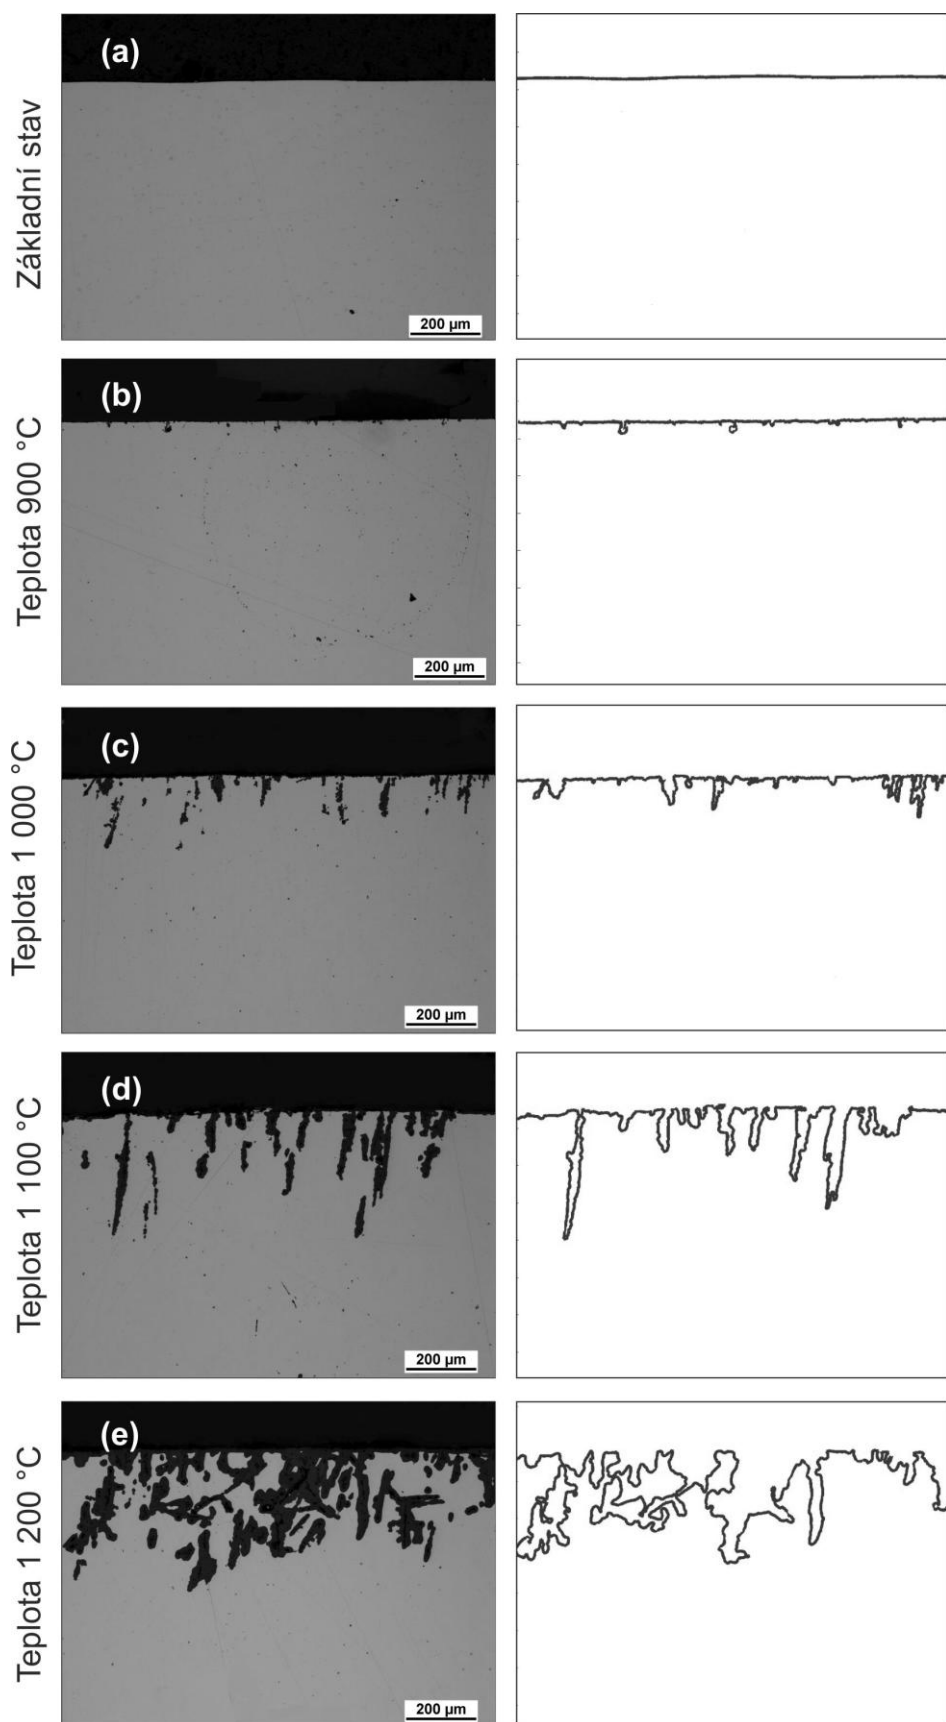 Základní stav
(a)
200 µm
Teplota 900 °C
(b)
200 µm
Teplota 1 000 °C
(c)
200 µm
Teplota 1 100 °C
(d)
200 µm
Teplota 1 200 °C
(e)
200 µm